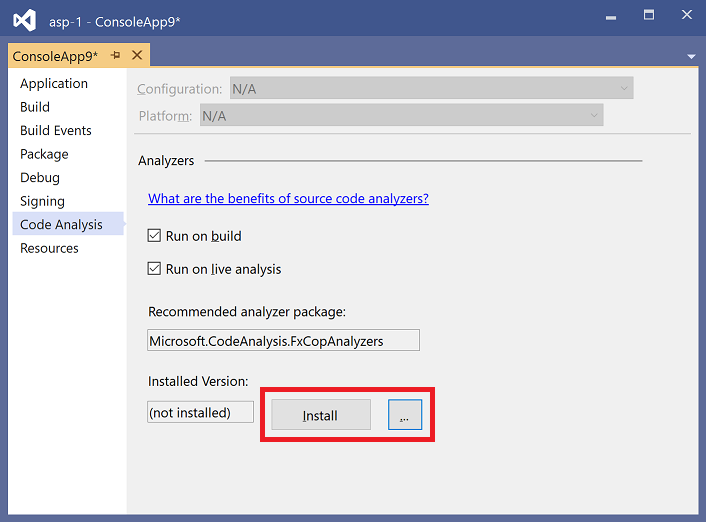 asp-1 - ConsoleApp9*
ConsoleApp9*
Application
Build
Build Events
Package
Debug
Signing
Code Analysis
Resources
Configuration: N/A
Platform: N/A
Analyzers
What are the benefits of source code analyzers?
Run on build
Run on live analysis
Recommended analyzer package:
Microsoft.CodeAnalysis.FxCopAnalyzers
Installed Version:
(not installed) Install ...